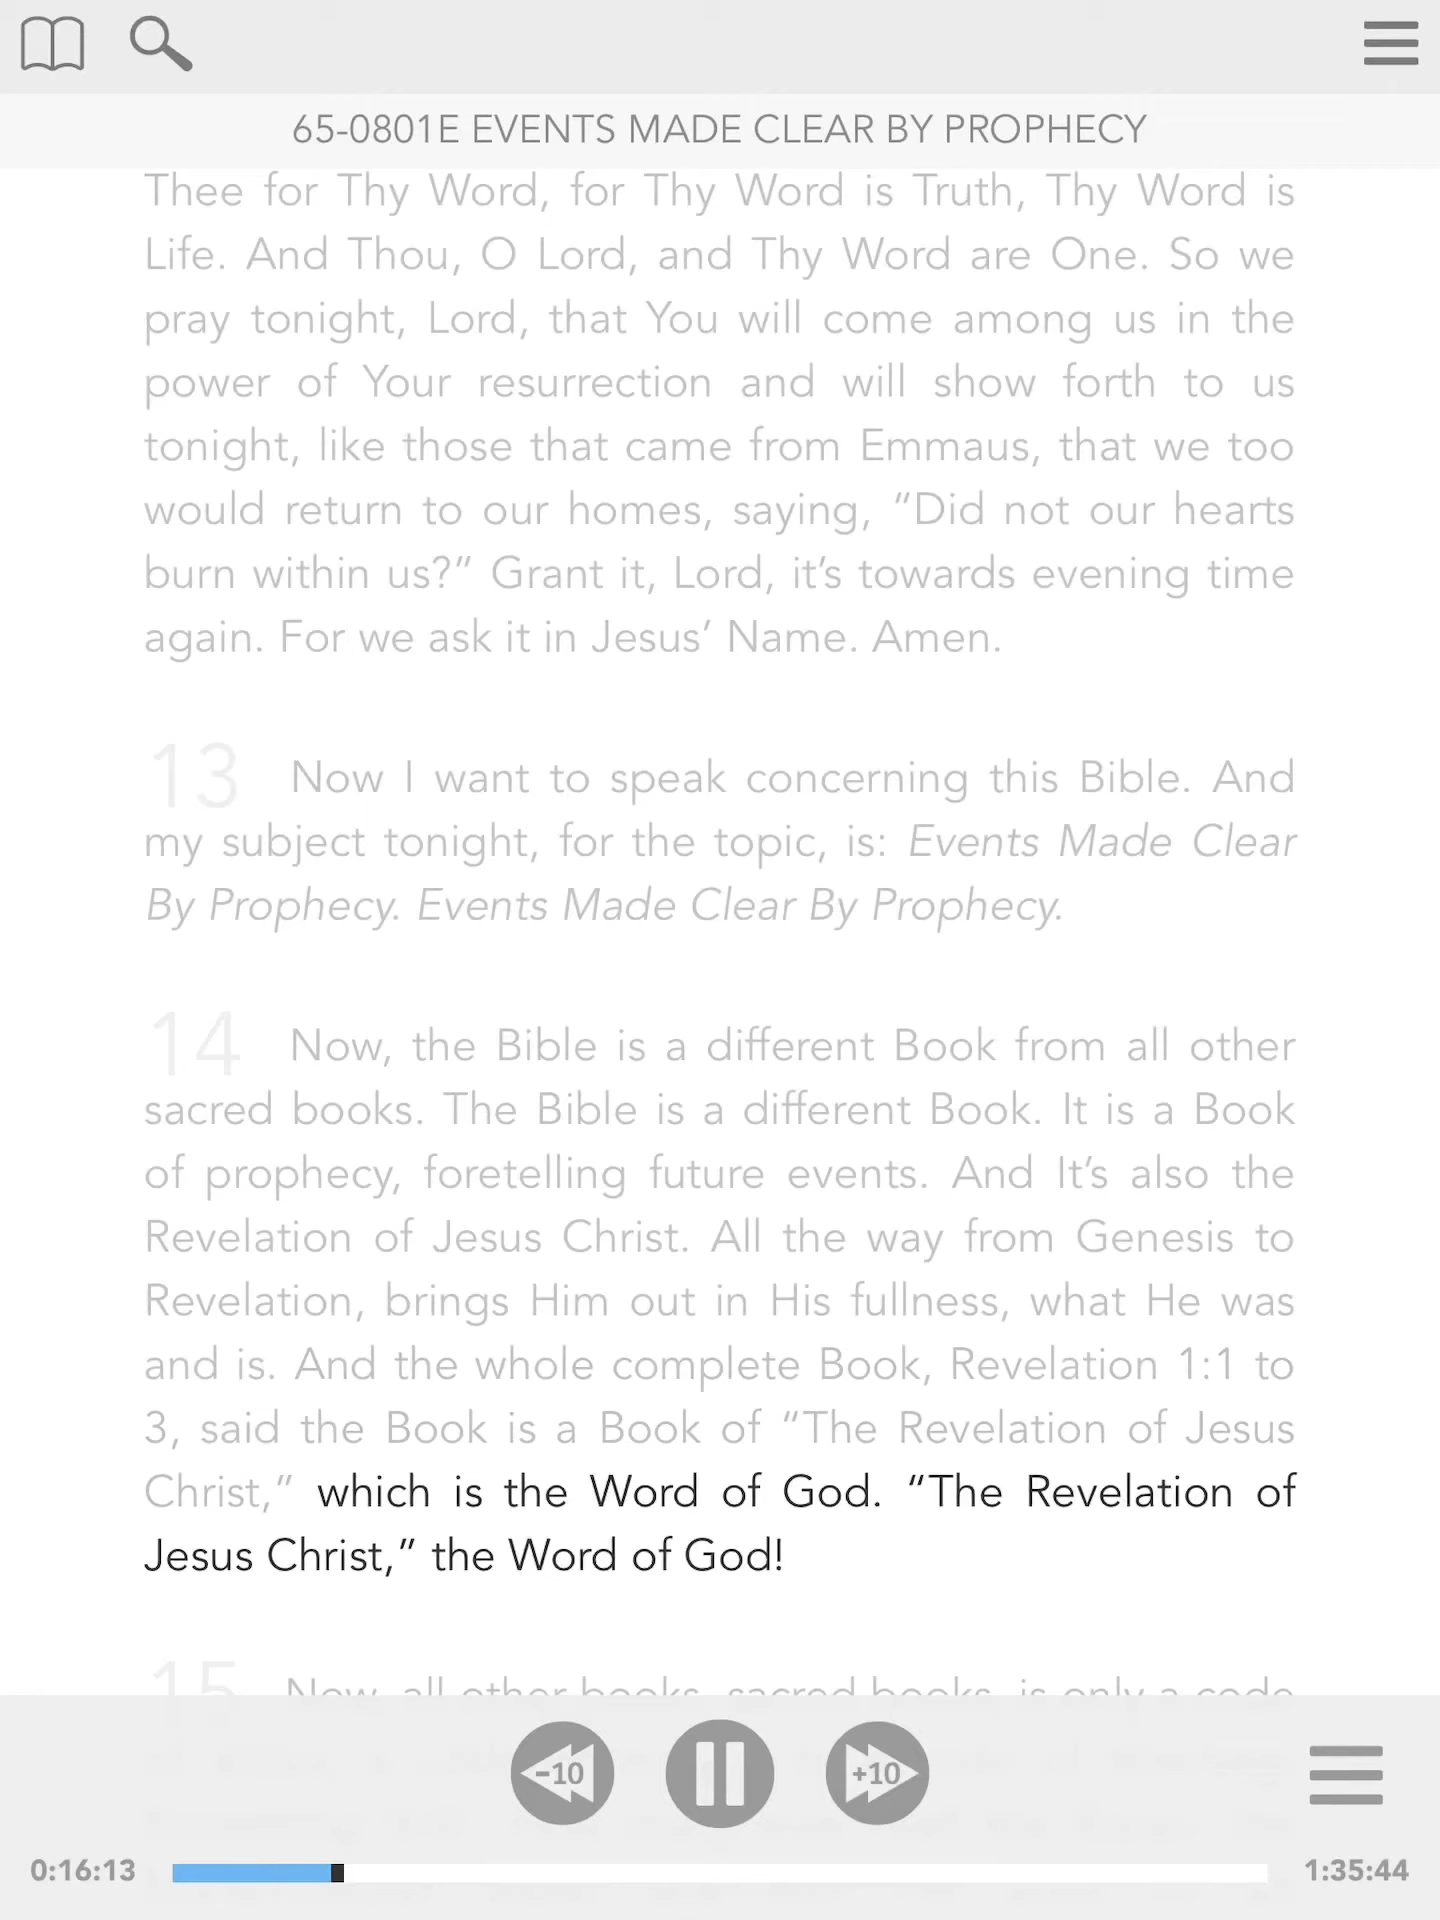 65-0801E EVENTS MADE CLEAR BY PROPHECY
Thee for Thy Word, for Thy Word is Truth, Thy Word is
Life. And Thou, O Lord, and Thy Word are One. So we
pray tonight, Lord, that You will come among us in the
power of Your resurrection and will show forth to us
tonight, like those that came from Emmaus, that we too
would return to our homes, saying, “Did not our hearts
burn within us?” Grant it, Lord, it’s towards evening time
again. For we ask it in Jesus’ Name. Amen.
13 Now I want to speak concerning this Bible. And
my subject tonight, for the topic, is: Events Made Clear
By Prophecy. Events Made Clear By Prophecy.
14 Now, the Bible is a different Book from all other
sacred books. The Bible is a different Book. It is a Book
of prophecy, foretelling future events. And It’s also the
Revelation of Jesus Christ. All the way from Genesis to
Revelation, brings Him out in His fullness, what He was
and is. And the whole complete Book, Revelation 1:1 to
3, said the Book is a Book of “The Revelation of Jesus
Christ,” which is the Word of God. “The Revelation of
Jesus Christ,” the Word of God!
15 Now, all other books, sacred books, is only a code
-10 +10
0:16:13 1:35:44